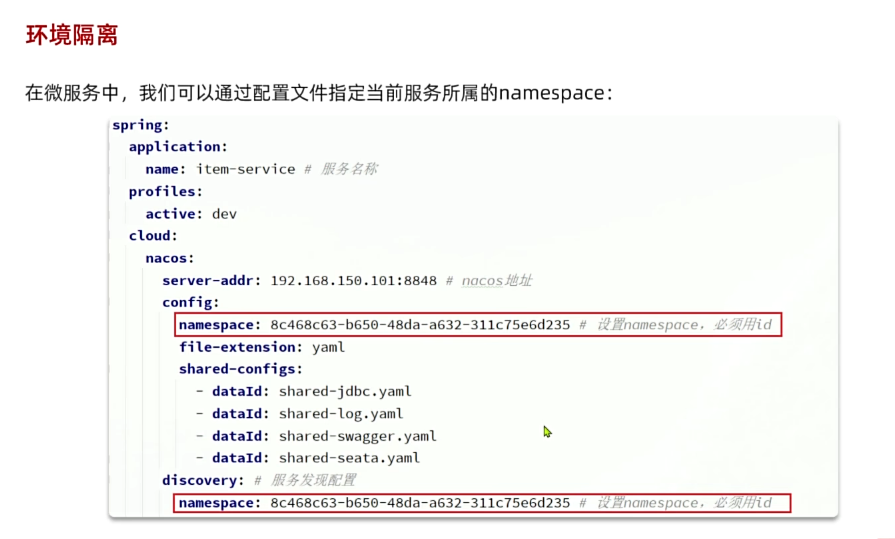 环境隔离
在微服务中，我们可以通过配置文件指定当前服务所属的namespace：
spring:
  application:
    name: item-service # 服务名称
  profiles:
    active: dev
  cloud:
    nacos:
      server-addr: 192.168.150.101:8848 # nacos地址
      config:
        namespace: 8c468c63-b650-48da-a632-311c75e6d235 # 设置namespace，必须用id
        file-extension: yaml
        shared-configs:
          - dataId: shared-jdbc.yaml
          - dataId: shared-log.yaml
          - dataId: shared-swagger.yaml
          - dataId: shared-seata.yaml
      discovery: # 服务发现配置
        namespace: 8c468c63-b650-48da-a632-311c75e6d235 # 设置namespace，必须用id